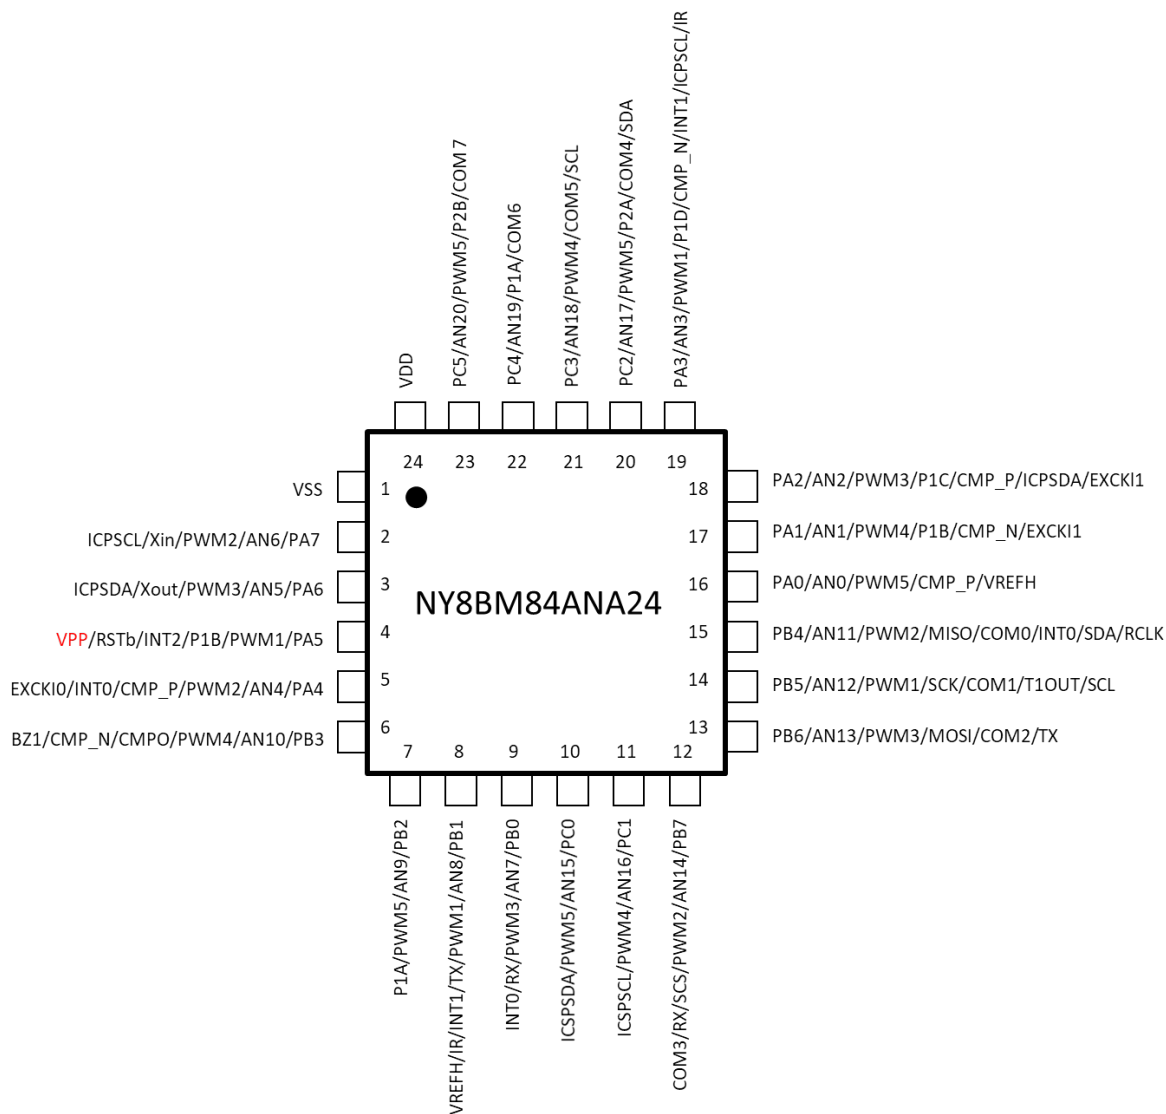 PA3/AN3/PWM1/P1D/CMP_N/INT1/ICPSCL/IR
PC2/AN17/PWM5/P2A/COM4/SDA
PC3/AN18/PWM4/COM5/SCL
PC4/AN19/P1A/COM6
PC5/AN20/PWM5/P2B/COM7
VDD
24 23 22 21 20 19
VSS 1
18 PA2/AN2/PWM3/P1C/CMP_P/ICPSDA/EXCKI1
ICPSCL/Xin/PWM2/AN6/PA7 2
17 PA1/AN1/PWM4/P1B/CMP_N/EXCKI1
ICPSDA/Xout/PWM3/AN5/PA6 3
16 PA0/AN0/PWM5/CMP_P/VREFH
NY8BM84ANA24
VPP/RSTb/INT2/P1B/PWM1/PA5 4
15 PB4/AN11/PWM2/MISO/COM0/INT0/SDA/RCLK
EXCKI0/INT0/CMP_P/PWM2/AN4/PA4 5
14 PB5/AN12/PWM1/SCK/COM1/T1OUT/SCL
BZ1/CMP_N/CMPO/PWM4/AN10/PB3 6
13 PB6/AN13/PWM3/MOSI/COM2/TX
7 8 9 10 11 12
P1A/PWM5/AN9/PB2
VREFH/IR/INT1/TX/PWM1/AN8/PB1
INT0/RX/PWM3/AN7/PB0
ICSPSDA/PWM5/AN15/PC0
ICSPSCL/PWM4/AN16/PC1
COM3/RX/SCS/PWM2/AN14/PB7